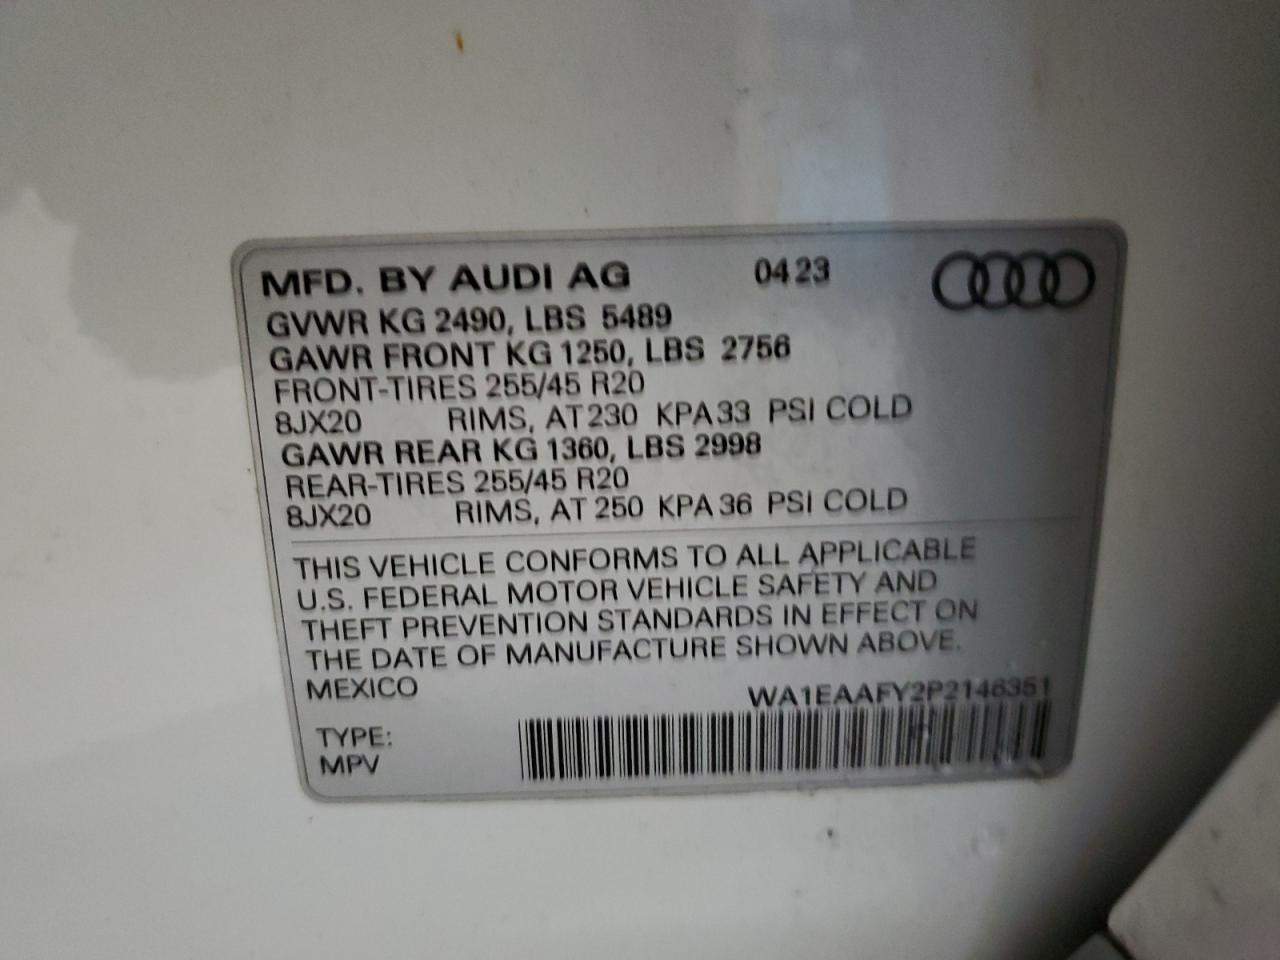 MFD. BY AUDI AG 0423
GVWR KG 2490, LBS 5489
GAWR FRONT KG 1250, LBS 2756
FRONT-TIRES 255/45 R20
8JX20 RIMS, AT 230 KPA 33 PSI COLD
GAWR REAR KG 1360, LBS 2998
REAR-TIRES 255/45 R20
8JX20 RIMS, AT 250 KPA 36 PSI COLD
THIS VEHICLE CONFORMS TO ALL APPLICABLE
U.S. FEDERAL MOTOR VEHICLE SAFETY AND
THEFT PREVENTION STANDARDS IN EFFECT ON
THE DATE OF MANUFACTURE SHOWN ABOVE.
MEXICO
WA1EAAFY2P2146351
TYPE:
MPV